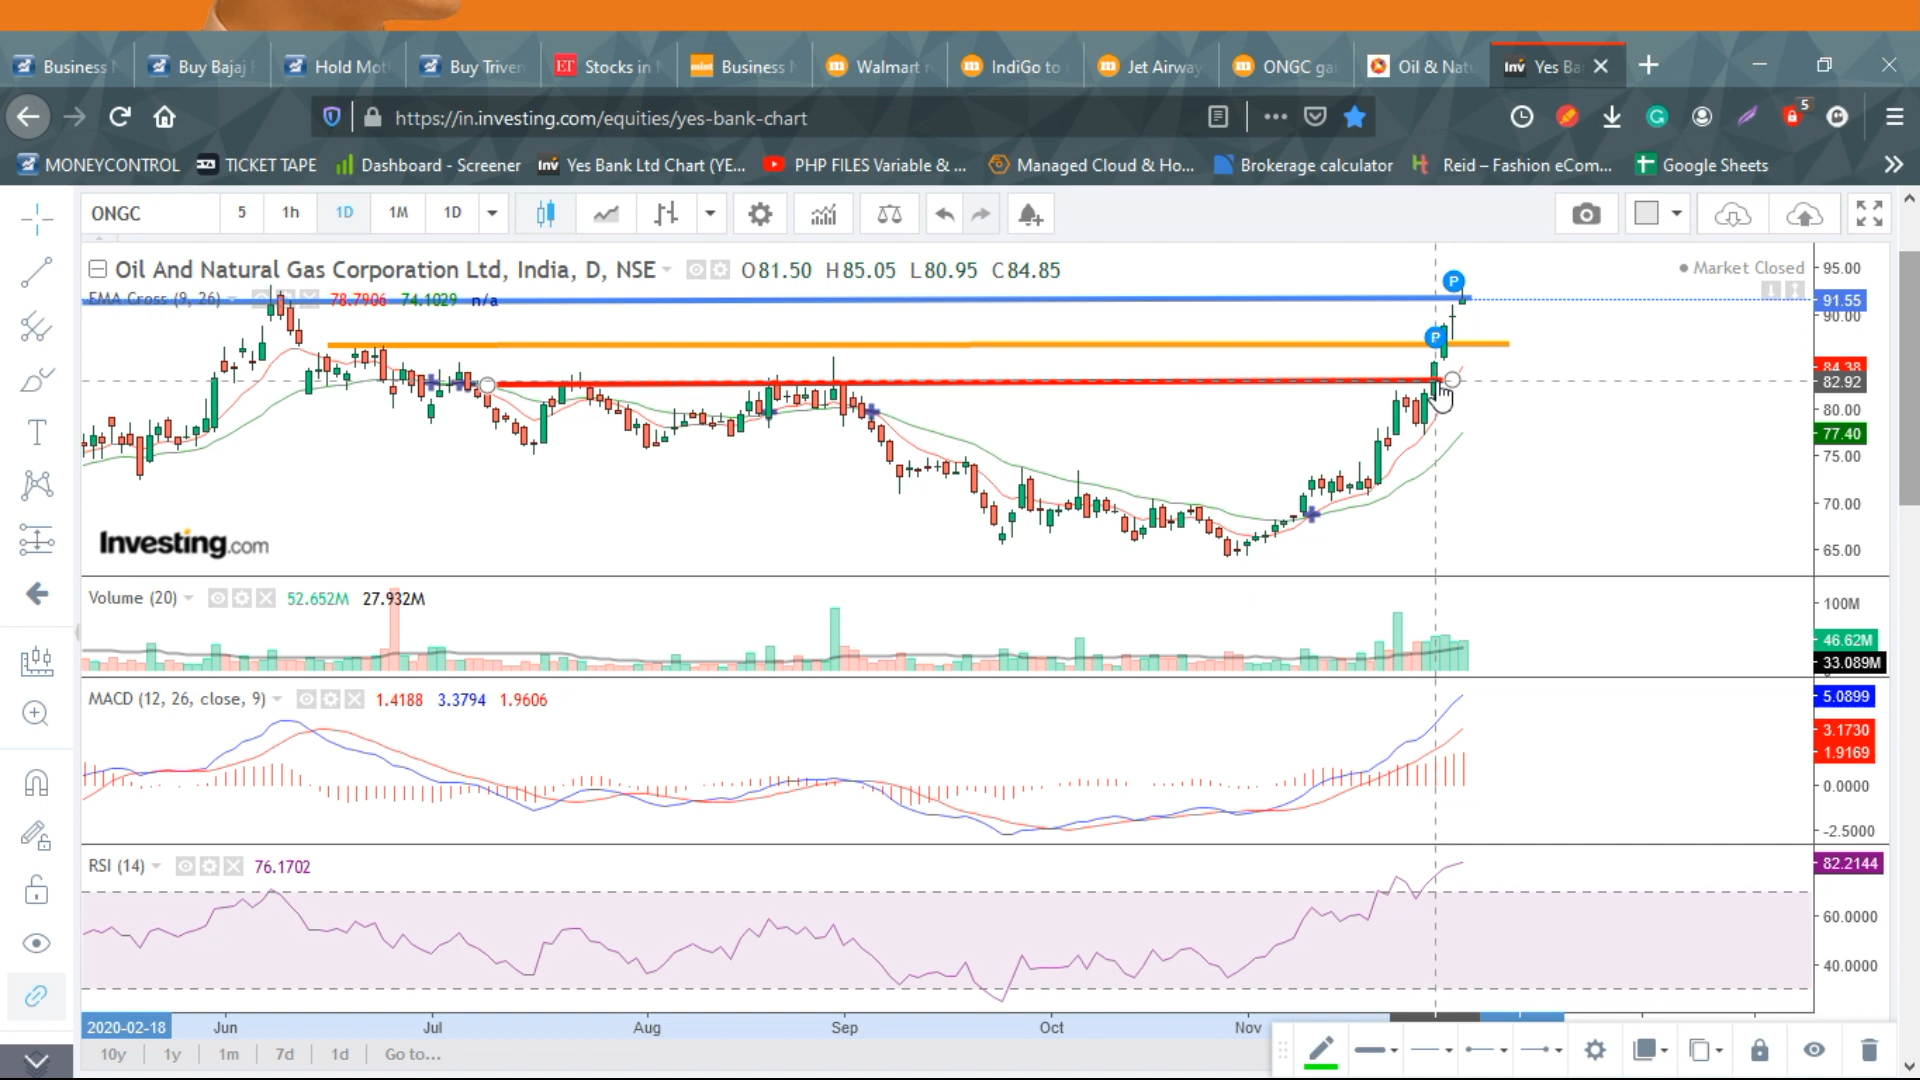 Business N
Buy Bajaj F
Hold Mot
Buy Triven
ET Stocks in N
mint Business N
Walmart r
IndiGo to
Jet Airway
ONGC gai
Oil & Natu
Inv Yes Ba
https://in.investing.com/equities/yes-bank-chart
5
MONEYCONTROL
TICKET TAPE
Dashboard - Screener
Inv Yes Bank Ltd Chart (YE...
PHP FILES Variable & ...
Managed Cloud & Ho...
Brokerage calculator
Reid – Fashion eCom...
Google Sheets
ONGC 5 1h 1D 1M 1D
Oil And Natural Gas Corporation Ltd, India, D, NSE O81.50 H85.05 L80.95 C84.85
Market Closed
EMA Cross (9, 26) 78.7906 74.1029 n/a
P
P
95.00
91.55
90.00
84.38
82.92
80.00
77.40
75.00
70.00
65.00
Investing.com
Volume (20) 52.652M 27.932M
100M
46.62M
33.089M
MACD (12, 26, close, 9) 1.4188 3.3794 1.9606
5.0899
3.1730
1.9169
0.0000
-2.5000
RSI (14) 76.1702
82.2144
60.0000
40.0000
2020-02-18 Jun Jul Aug Sep Oct Nov
10y 1y 1m 7d 1d Go to...